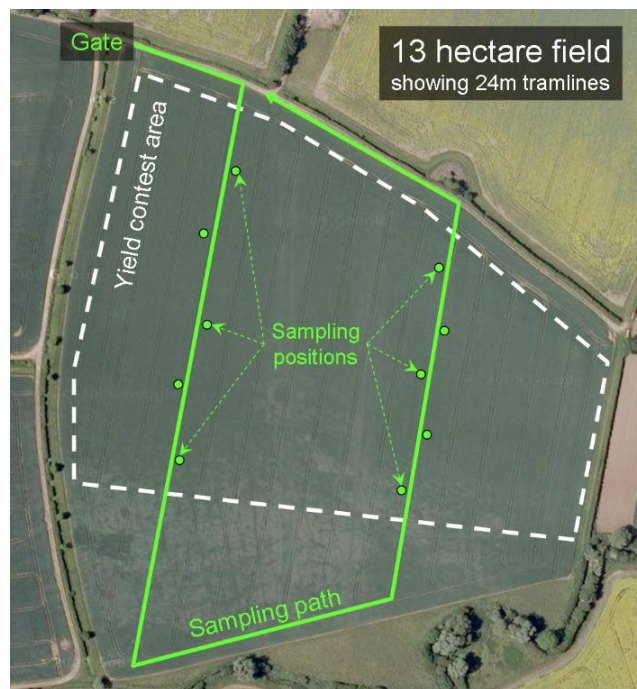 Gate
13 hectare field
showing 24m tramlines
Yield contest area
Sampling
positions
Sampling path